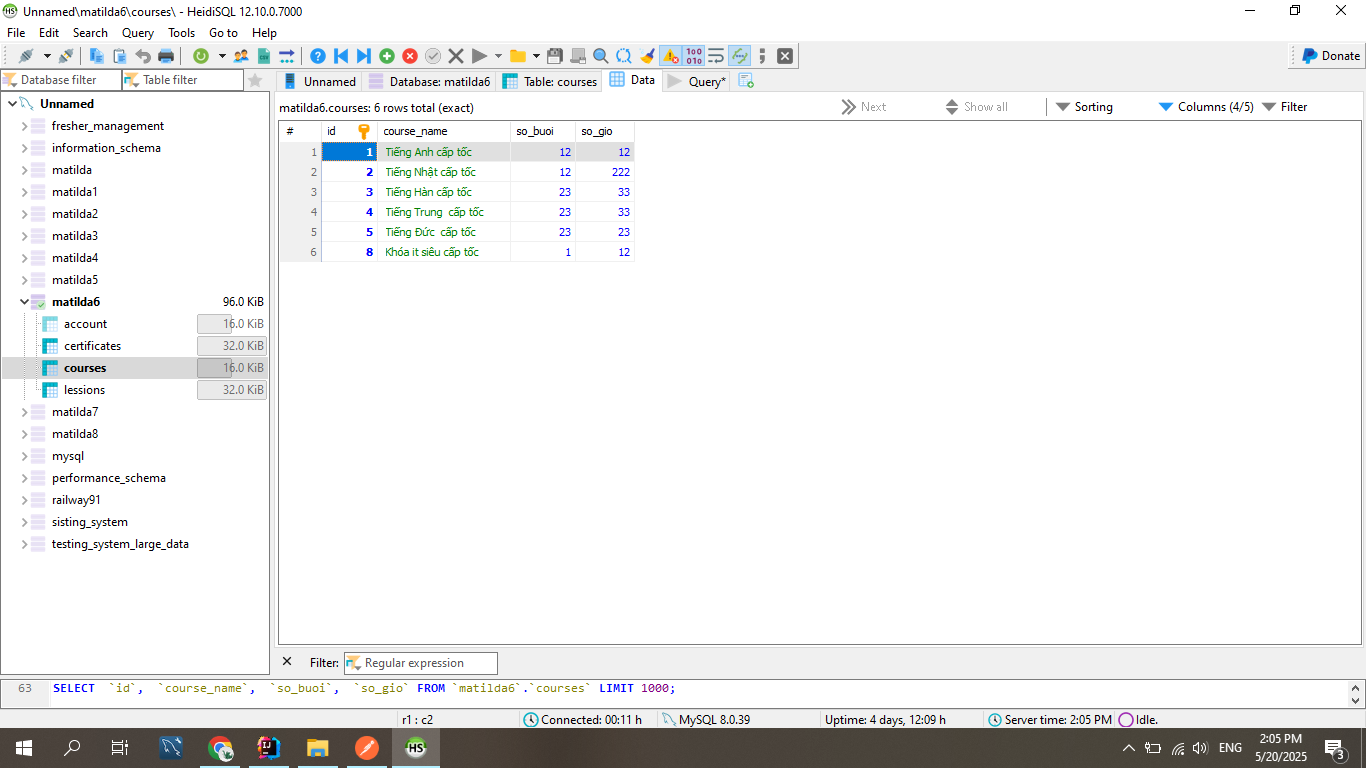 Unnamed\matilda6\courses\ - HeidiSQL 12.10.0.7000
File Edit Search Query Tools Go to Help
Donate
Database filter Table filter
Unnamed Database: matilda6 Table: courses Data Query*
Unnamed
fresher_management
information_schema
matilda
matilda1
matilda2
matilda3
matilda4
matilda5
matilda6 96.0 KiB
account 16.0 KiB
certificates 32.0 KiB
courses 16.0 KiB
lessions 32.0 KiB
matilda7
matilda8
mysql
performance_schema
railway91
sisting_system
testing_system_large_data
matilda6.courses: 6 rows total (exact) Next Show all Sorting Columns (4/5) Filter
# id course_name so_buoi so_gio
1 1 Tiếng Anh cấp tốc 12 12
2 2 Tiếng Nhật cấp tốc 12 222
3 3 Tiếng Hàn cấp tốc 23 33
4 4 Tiếng Trung  cấp tốc 23 33
5 5 Tiếng Đức  cấp tốc 23 23
6 8 Khóa it siêu cấp tốc 1 12
Filter: Regular expression
63 SELECT  `id`,  `course_name`,  `so_buoi`,  `so_gio` FROM `matilda6`.`courses` LIMIT 1000;
r1 : c2 Connected: 00:11 h MySQL 8.0.39 Uptime: 4 days, 12:09 h Server time: 2:05 PM Idle.
HS
ENG
2:05 PM
5/20/2025
3